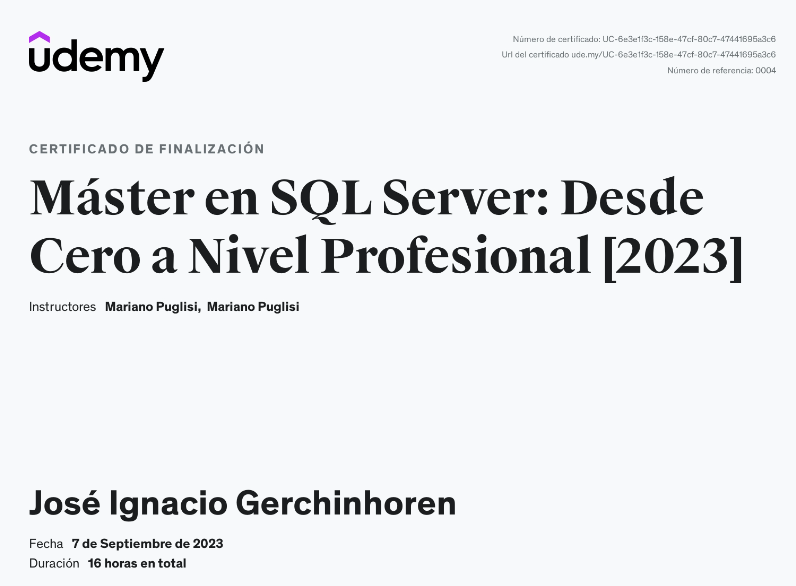 Número de certificado: UC-6e3e1f3c-158e-47cf-80c7-47441695a3c6
Url del certificado ude.my/UC-6e3e1f3c-158e-47cf-80c7-47441695a3c6
Número de referencia: 0004
udemy
CERTIFICADO DE FINALIZACIÓN
Máster en SQL Server: Desde
Cero a Nivel Profesional [2023]
Instructores Mariano Puglisi, Mariano Puglisi
José Ignacio Gerchinhoren
Fecha 7 de Septiembre de 2023
Duración 16 horas en total